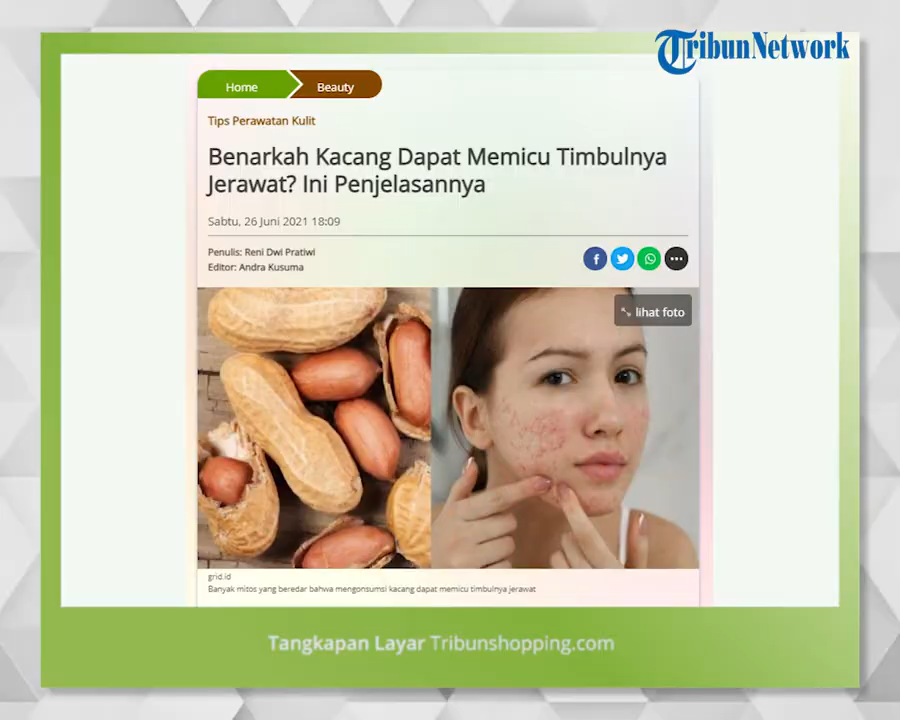 TribunNetwork
Home
Beauty
Tips Perawatan Kulit
Benarkah Kacang Dapat Memicu Timbulnya
Jerawat? Ini Penjelasannya
Sabtu, 26 Juni 2021 18:09
Penulis: Reni Dwi Pratiwi
Editor: Andra Kusuma
lihat foto
grid.id
Banyak mitos yang beredar bahwa mengonsumsi kacang dapat memicu timbulnya jerawat
Tangkapan Layar Tribunshopping.com